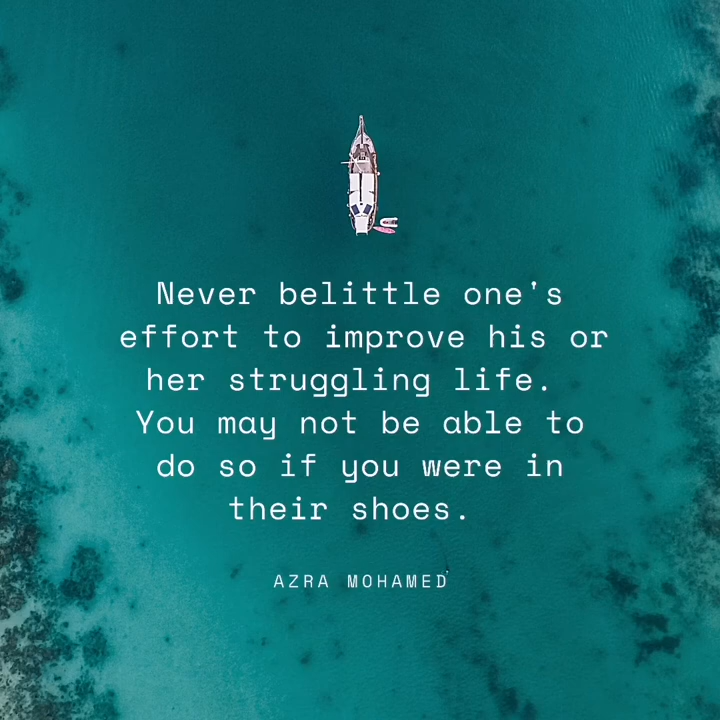 Never belittle one's
effort to improve his or
her struggling life.
You may not be able to
do so if you were in
their shoes.
AZRA MOHAMED